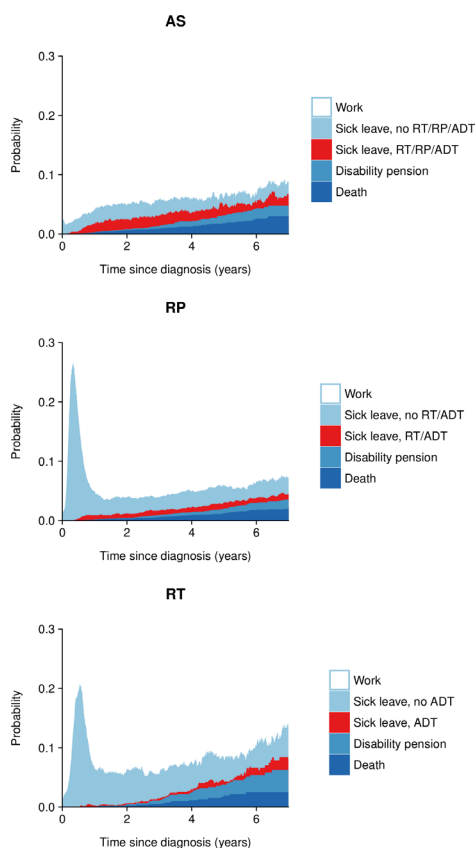 AS
0.3
0.2
0.1
0.0
Probability
0
2
4
6
Time since diagnosis (years)
Work
Sick leave, no RT/RP/ADT
Sick leave, RT/RP/ADT
Disability pension
Death
RP
0.3
0.2
0.1
0.0
Probability
0
2
4
6
Time since diagnosis (years)
Work
Sick leave, no RT/ADT
Sick leave, RT/ADT
Disability pension
Death
RT
0.3
0.2
0.1
0.0
Probability
0
2
4
6
Time since diagnosis (years)
Work
Sick leave, no ADT
Sick leave, ADT
Disability pension
Death